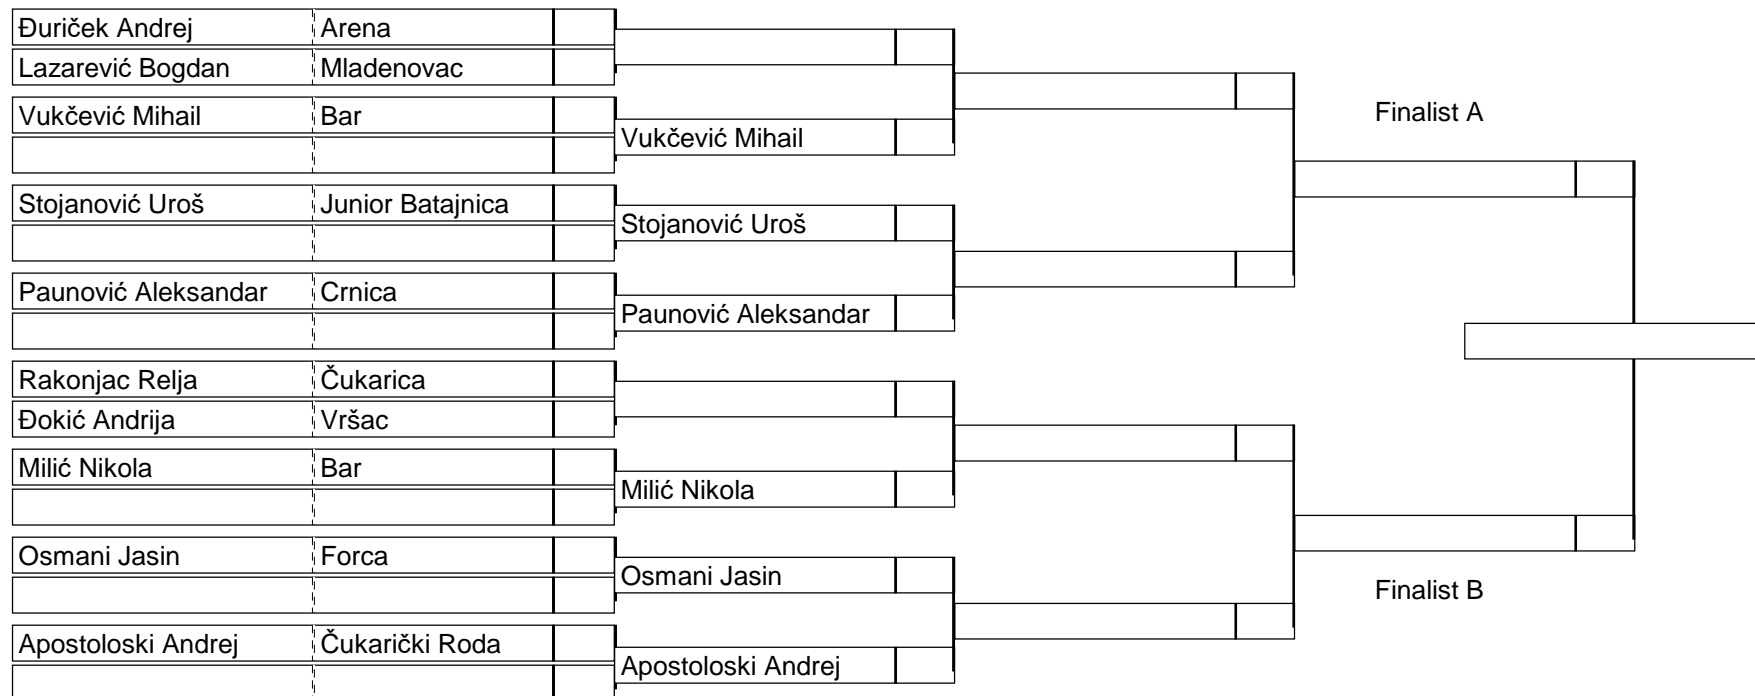 Đuriček Andrej Arena
Lazarević Bogdan Mladenovac
Vukčević Mihail Bar
Vukčević Mihail
Stojanović Uroš Junior Batajnica
Stojanović Uroš
Paunović Aleksandar Crnica
Paunović Aleksandar
Rakonjac Relja Čukarica
Đokić Andrija Vršac
Milić Nikola Bar
Milić Nikola
Osmani Jasin Forca
Osmani Jasin
Apostoloski Andrej Čukarički Roda
Apostoloski Andrej
Finalist A
Finalist B